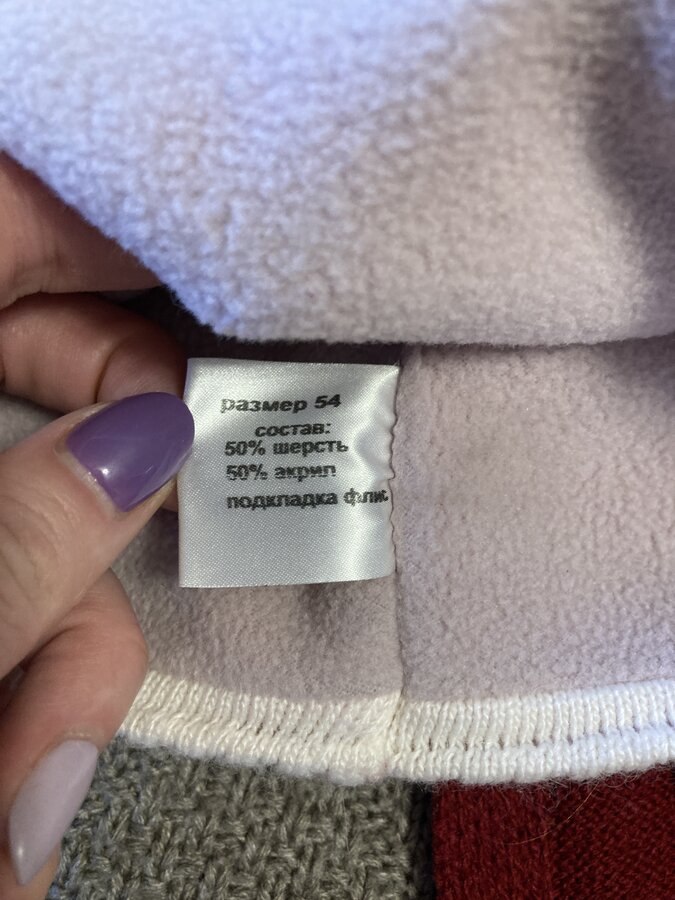 размер 54
состав:
50% шерсть
50% акрил
подкладка флис